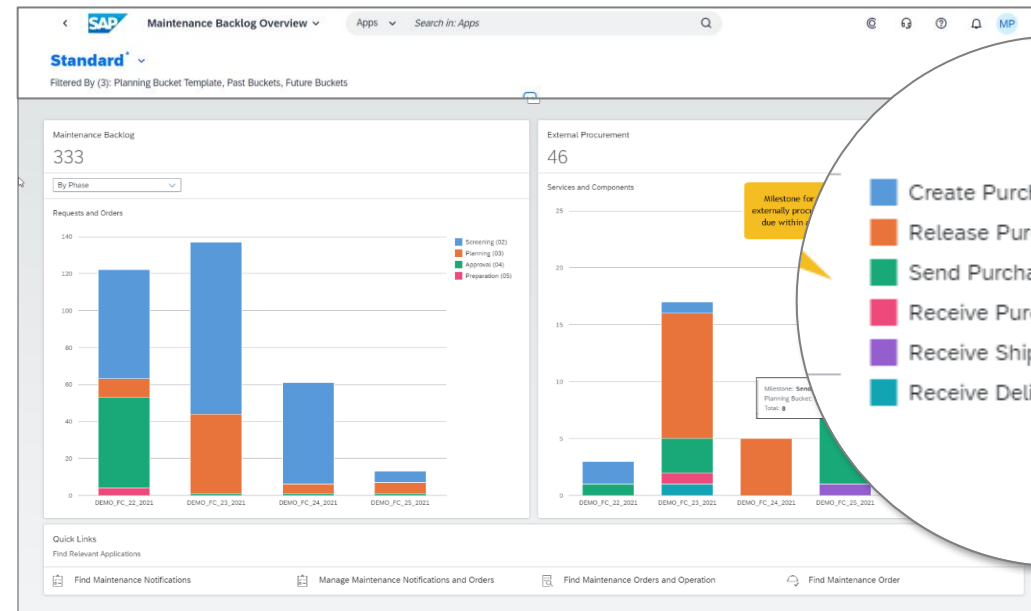 SAP Maintenance Backlog Overview Apps Search in: Apps MP
Standard*
Filtered By (3): Planning Bucket Template, Past Buckets, Future Buckets
Maintenance Backlog
333
By Phase
Requests and Orders
140
120
100
80
60
40
20
0
Screening (02)
Planning (03)
Approval (04)
Preparation (05)
DEMO_FC_22_2021 DEMO_FC_23_2021 DEMO_FC_24_2021 DEMO_FC_25_2021
External Procurement
46
Services and Components
Milestone for
externally procu
due within a
25
20
15
10
5
0
Milestone: Send
Planning Bucket:
Total: 8
DEMO_FC_22_2021 DEMO_FC_23_2021 DEMO_FC_24_2021 DEMO_FC_25_2021
Create Purch
Release Pur
Send Purcha
Receive Pur
Receive Ship
Receive Deli
Quick Links
Find Relevant Applications
Find Maintenance Notifications Manage Maintenance Notifications and Orders Find Maintenance Orders and Operation Find Maintenance Order